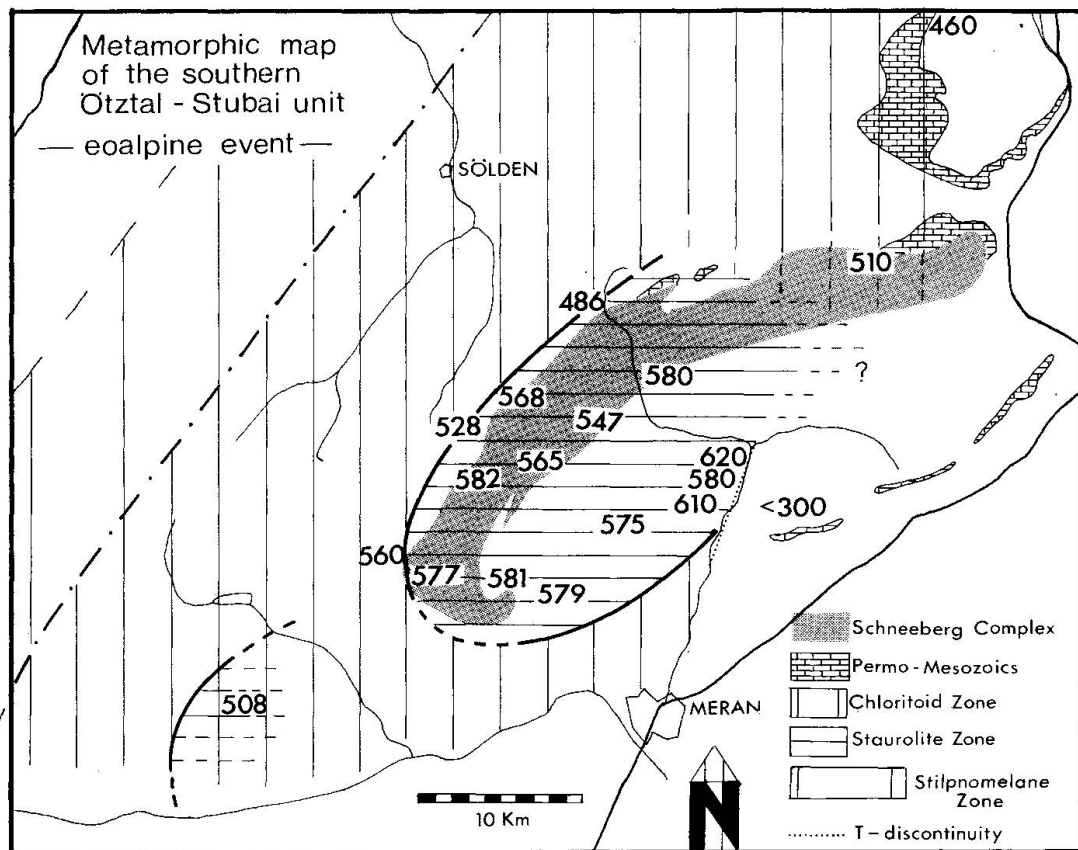 Metamorphic map
of the southern
Ötztal - Stubai unit
— eoalpine event —
460
SÖLDEN
510
486
580
?
568
528
547
565
620
582
580
610
<300
575
560
577
581
579
508
MERAN
Schneeberg Complex
Permo-Mesozoics
Chloritoid Zone
Staurolite Zone
Stilpnomelane
Zone
T-discontinuity
10 Km
N